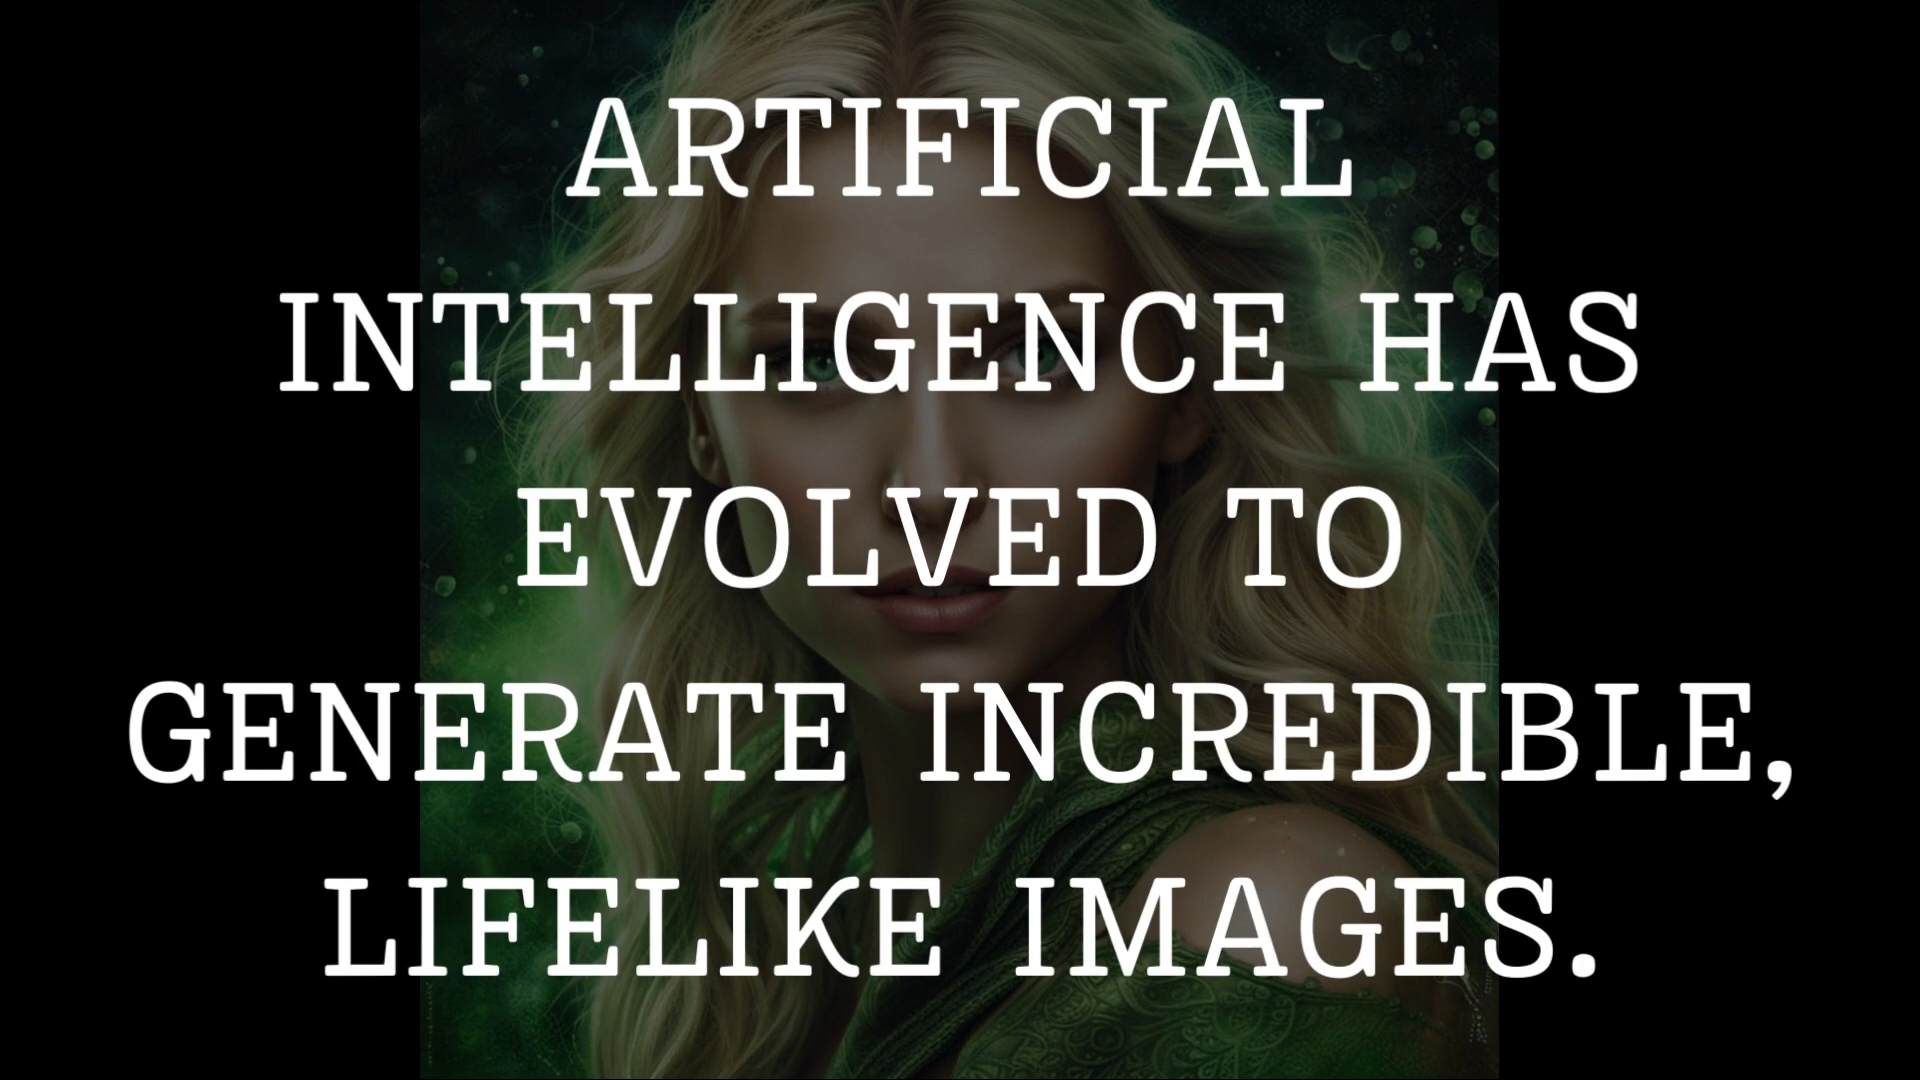 ARTIFICIAL
INTELLIGENCE HAS
EVOLVED TO
GENERATE INCREDIBLE,
LIFELIKE IMAGES.